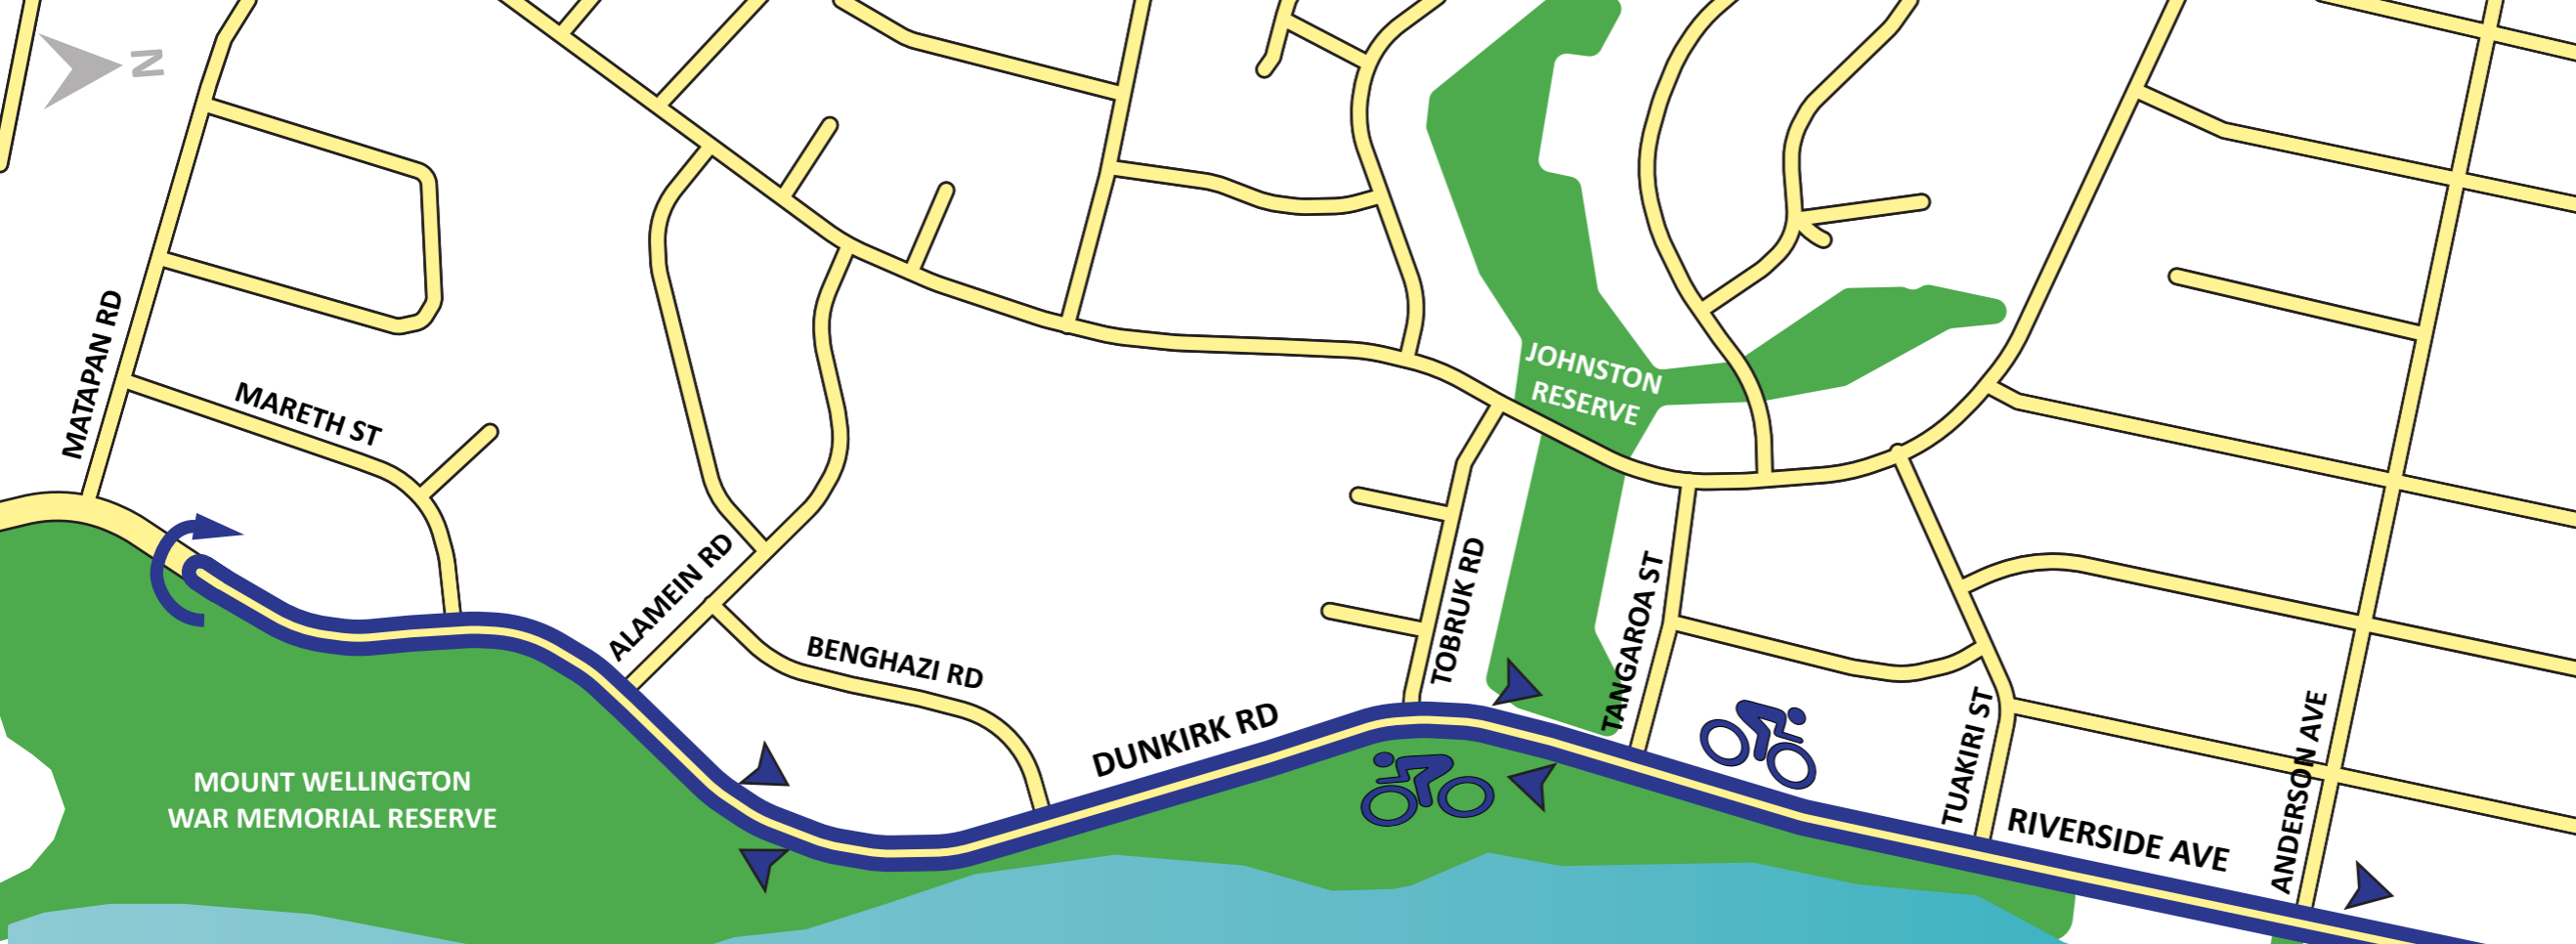 N
MATAPAN RD
MARETH ST
JOHNSTON
RESERVE
ALAMEIN RD
BENGHAZI RD
TOBRUK RD
TANGAROA ST
DUNKIRK RD
TUAKIRI ST
ANDERSON AVE
RIVERSIDE AVE
MOUNT WELLINGTON
WAR MEMORIAL RESERVE